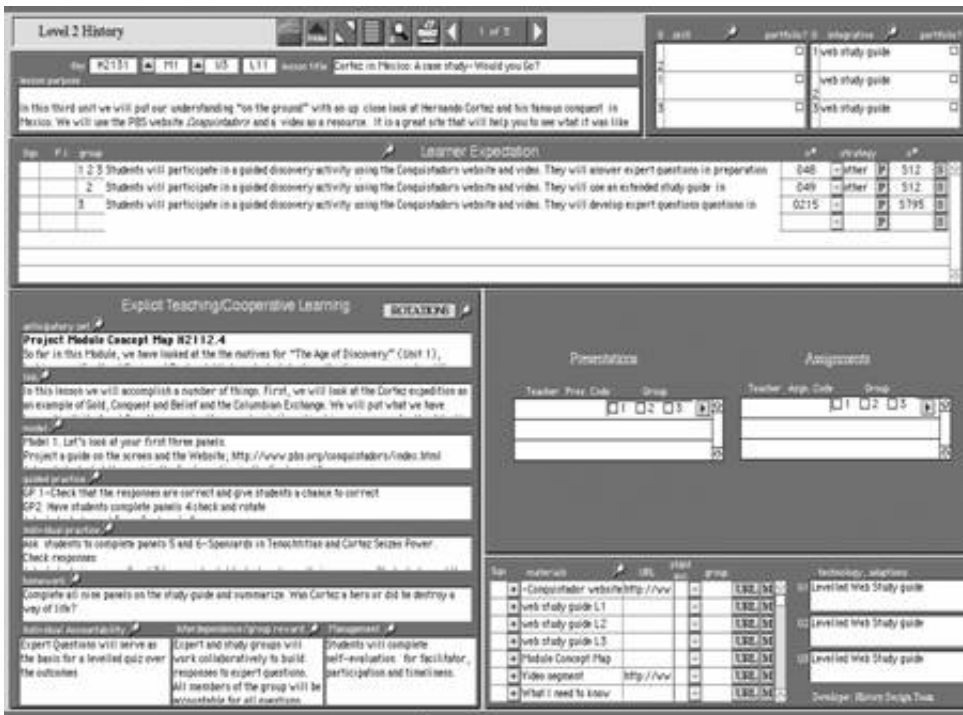 Level 2 History
1 of 3
skill portfolio? integrative portfolio?
1 web study guide
web study guide
3 web study guide
H2131 M1 U3 L11 lesson title Cortez in Mexico: A case study-Would you Go?
lesson purpose
In this third unit we will put our understanding "on the ground" with an up close look at Hernando Cortez and his famous conquest in
Mexico. We will use the PBS website Conquistadors and a video as a resource. It is a great site that will help you to see what it was like
Learner Expectation
group strategy
1 2 3 Students will participate in a guided discovery activity using the Conquistadors website and video. They will answer expert questions in preparation 048 other P 512
2 Students will participate in a guided discovery activity using the Conquistadors website and video. They will use an extended study guide in 049 other P 512
3 Students will participate in a guided discovery activity using the Conquistadors website and video. They will develop expert questions questions in 0215 P 5795
P
Explict Teaching/Cooperative Learning ROTATIONS
anticipatory set
Project Module Concept Map H2112.4
So far in this Module, we have looked at the the motives for "The Age of Discovery" (Unit 1),
In this lesson we will accomplish a number of things. First, we will look at the Cortez expedition as
an example of Gold, Conquest and Belief and the Columbian Exchange. We will put what we have
model
Model 1. Let's look at your first three panels.
Project a guide on the screen and the Website, http://www.pbs.org/conquistadors/index.html
guided practice
GP 1-Check that the responses are correct and give students a chance to correct
GP2 Have students complete panels 4 check and rotate
individual practice
Ask students to complete panels 5 and 6-Spaniards in Tenochtitlan and Cortez Seizes Power.
Check responses
homework
Complete all nine panels on the study guide and summarize. Was Cortez a hero or did he destroy a
way of life?
Individual Accountability
Expert Questions will serve as
the basis for a levelled quiz over
the outcomes
Interdependence/group reward
Expert and study groups will
work collaboratively to build
responses to expert questions.
All members of the group will be
accountable for all questions
Management
Students will complete
self-evaluation for facilitator,
participation and timeliness.
Presentations
Teacher Pres. Code Group
1 2 3
Assignments
Teacher Assn. Code Group
1 2 3
materials URL group technology adaptions
Conquistador website http://ww URL M
web study guide L1 URL M
web study guide L2 URL M
web study guide L3 URL M
Module Concept Map URL M
Video segment http://ww URL M
What I need to know URL M
Levelled Web Study guide
Levelled Web Study guide
Developer: History Design Team